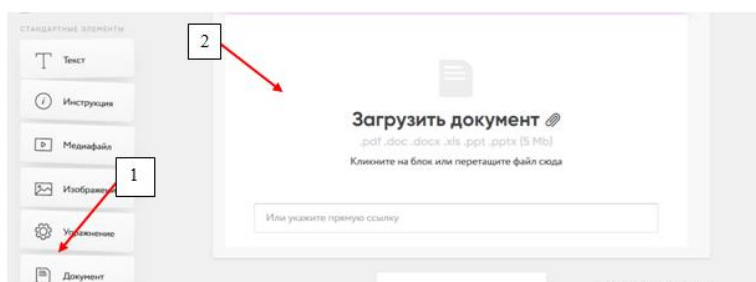 СТАНДАРТНЫЕ ЭЛЕМЕНТЫ
Текст
Инструкция
Медиафайл
Изображение
Упражнение
Документ
1
2
Загрузить документ
.pdf .doc .docx .xls .ppt .pptx (5 Mb)
Кликните на блок или перетащите файл сюда
Или укажите прямую ссылку